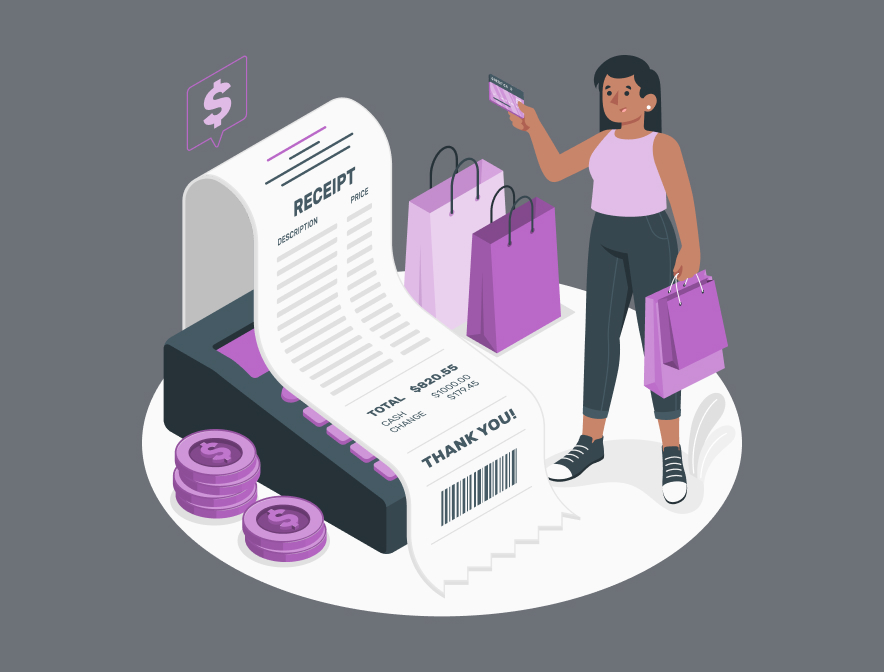 $
RECEIPT
DESCRIPTION PRICE
TOTAL $820.55
CASH $1000.00
CHANGE $179.45
THANK YOU!
$
$